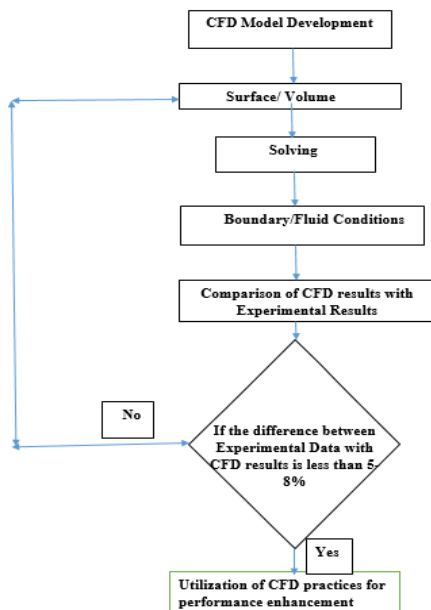 CFD Model Development
Surface/ Volume
Solving
Boundary/Fluid Conditions
Comparison of CFD results with
Experimental Results
No
If the difference between
Experimental Data with
CFD results is less than 5-
8%
Yes
Utilization of CFD practices for
performance enhancement